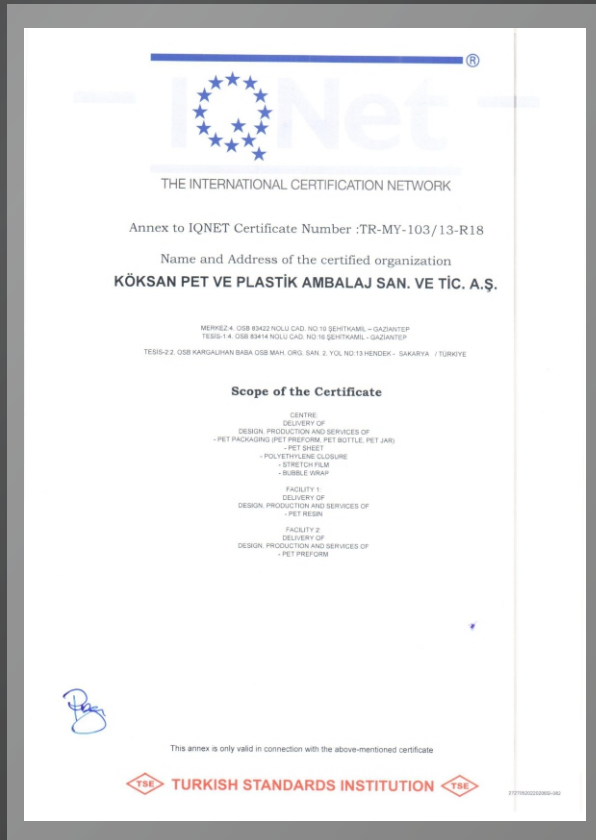 IQNet ®
THE INTERNATIONAL CERTIFICATION NETWORK
Annex to IQNET Certificate Number :TR-MY-103/13-R18
Name and Address of the certified organization
KÖKSAN PET VE PLASTİK AMBALAJ SAN. VE TİC. A.Ş.
MERKEZ:4. OSB 83422 NOLU CAD. NO:10 ŞEHİTKAMİL – GAZIANTEP
TESİS-1:4. OSB 83414 NOLU CAD. NO:16 ŞEHİTKAMİL - GAZIANTEP
TESİS-2:2. OSB KARGALIHAN BABA OSB MAH. ORG. SAN. 2. YOL NO:13 HENDEK - SAKARYA / TÜRKİYE
Scope of the Certificate
CENTRE:
DELIVERY OF
DESIGN, PRODUCTION AND SERVICES OF
- PET PACKAGING (PET PREFORM, PET BOTTLE, PET JAR)
- PET SHEET
- POLYETHYLENE CLOSURE
- STRETCH FILM
- BUBBLE WRAP
FACILITY 1:
DELIVERY OF
DESIGN, PRODUCTION AND SERVICES OF
- PET RESIN
FACILITY 2:
DELIVERY OF
DESIGN, PRODUCTION AND SERVICES OF
- PET PREFORM
This annex is only valid in connection with the above-mentioned certificate
TSE TURKISH STANDARDS INSTITUTION TSE